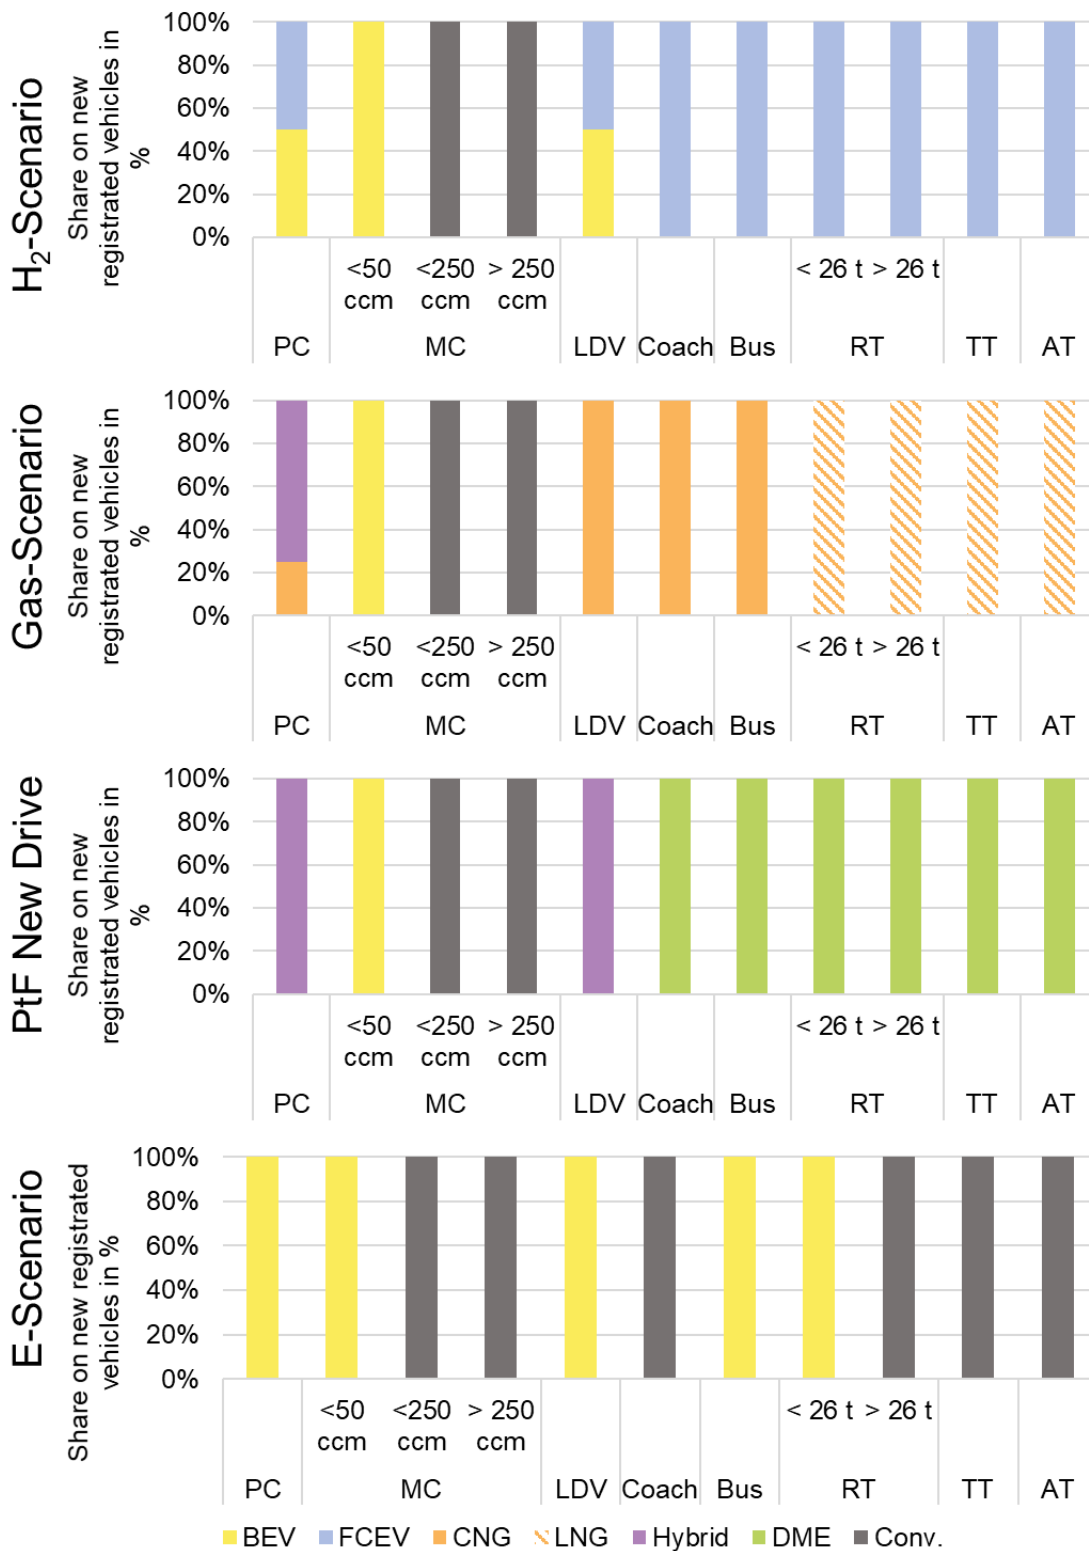 H2-Scenario
Share on new
registrated vehicles in
%
100%
80%
60%
40%
20%
0%
<50 <250 > 250 < 26 t > 26 t
ccm ccm ccm
PC MC LDV Coach Bus RT TT AT
Gas-Scenario
Share on new
registrated vehicles in
%
100%
80%
60%
40%
20%
0%
<50 <250 > 250 < 26 t > 26 t
ccm ccm ccm
PC MC LDV Coach Bus RT TT AT
PtF New Drive
Share on new
registrated vehicles in
%
100%
80%
60%
40%
20%
0%
<50 <250 > 250 < 26 t > 26 t
ccm ccm ccm
PC MC LDV Coach Bus RT TT AT
E-Scenario
Share on new registrated
vehicles in %
100%
80%
60%
40%
20%
0%
<50 <250 > 250 < 26 t > 26 t
ccm ccm ccm
PC MC LDV Coach Bus RT TT AT
BEV FCEV CNG LNG Hybrid DME Conv.